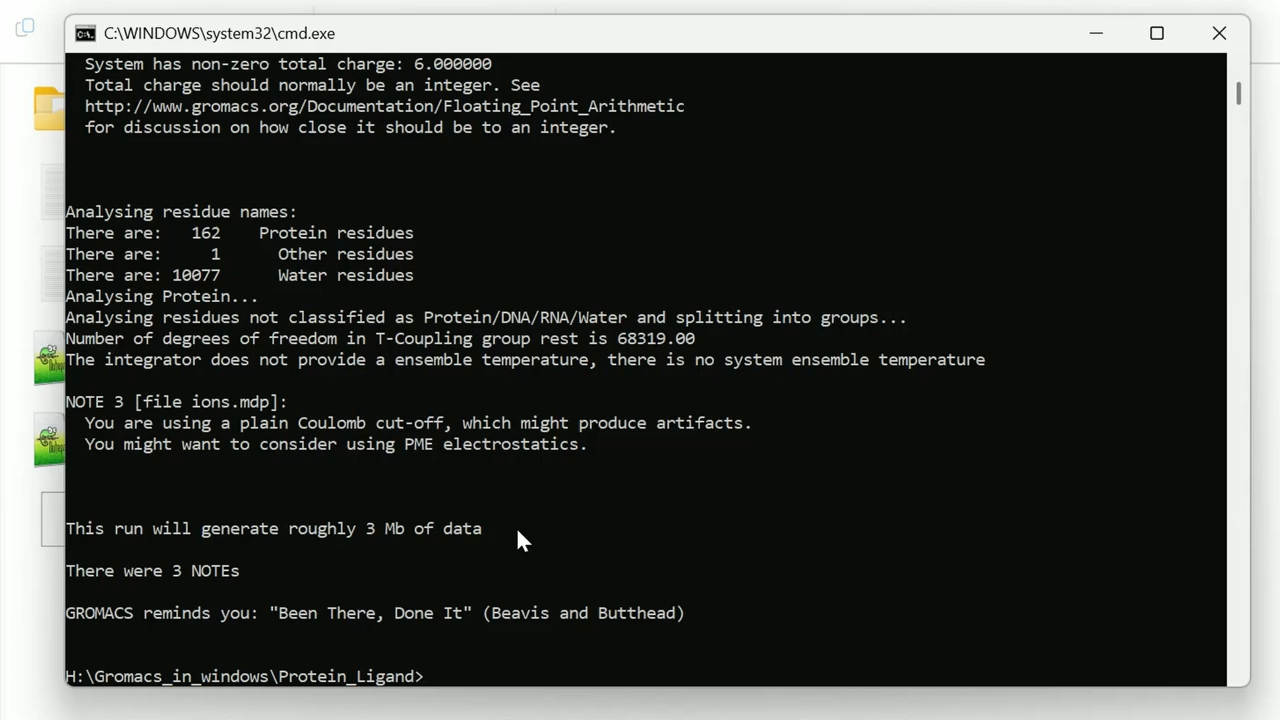 C:\WINDOWS\system32\cmd.exe
System has non-zero total charge: 6.000000
Total charge should normally be an integer. See
http://www.gromacs.org/Documentation/Floating_Point_Arithmetic
for discussion on how close it should be to an integer.
Analysing residue names:
There are:   162    Protein residues
There are:     1      Other residues
There are: 10077      Water residues
Analysing Protein...
Analysing residues not classified as Protein/DNA/RNA/Water and splitting into groups...
Number of degrees of freedom in T-Coupling group rest is 68319.00
The integrator does not provide a ensemble temperature, there is no system ensemble temperature
NOTE 3 [file ions.mdp]:
You are using a plain Coulomb cut-off, which might produce artifacts.
You might want to consider using PME electrostatics.
This run will generate roughly 3 Mb of data
There were 3 NOTEs
GROMACS reminds you: "Been There, Done It" (Beavis and Butthead)
H:\Gromacs_in_windows\Protein_Ligand>